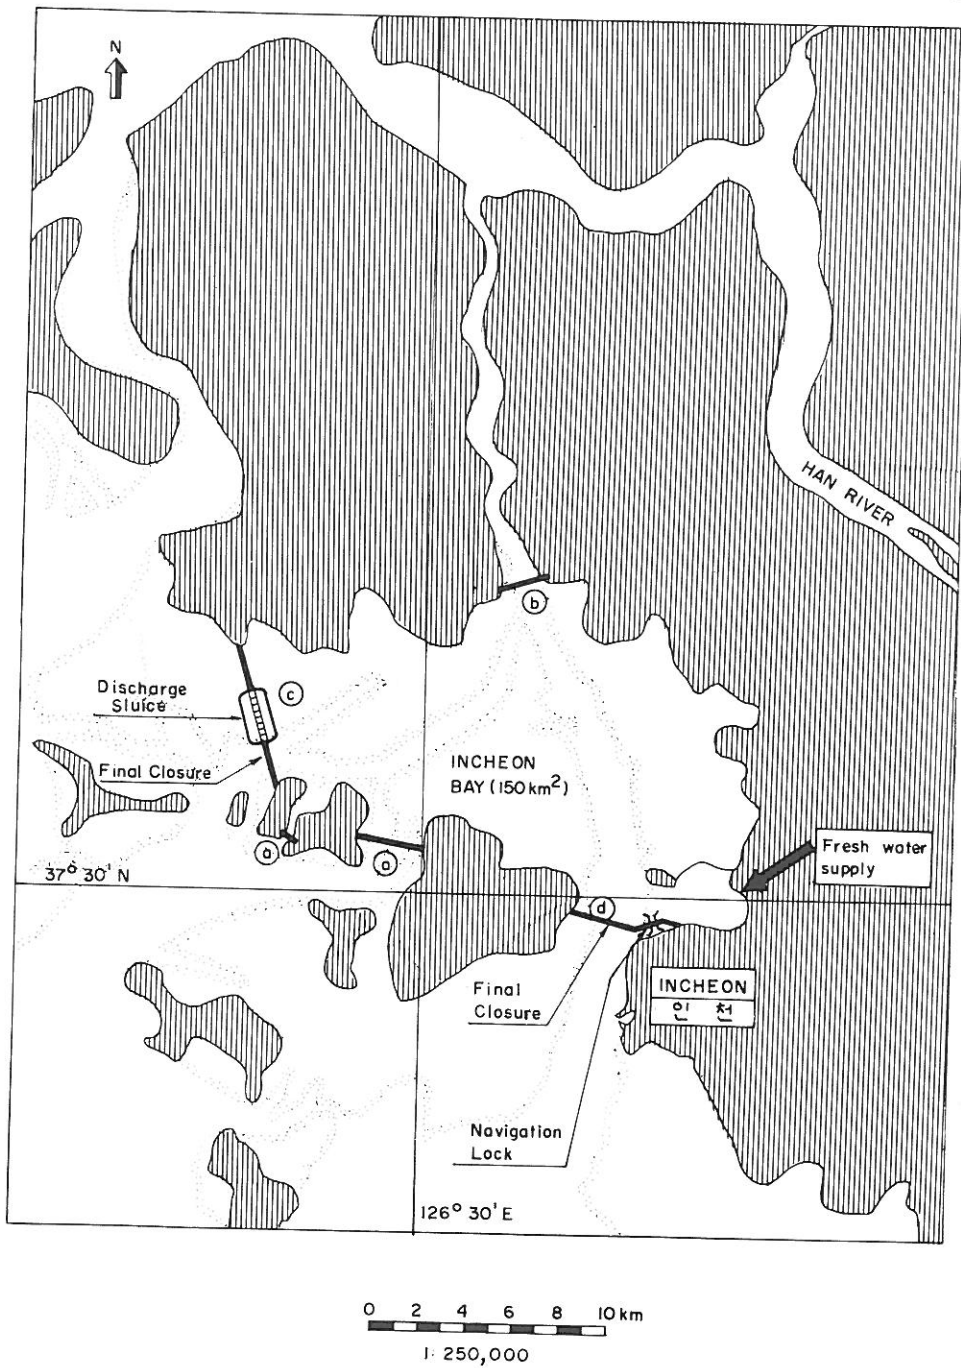 N
HAN RIVER
b
c
Discharge
Sluice
Final Closure
INCHEON
BAY (150 km²)
a
a
Fresh water
supply
37° 30' N
d
INCHEON
인 천
Final
Closure
Navigation
Lock
126° 30' E
0 2 4 6 8 10 km
1: 250,000